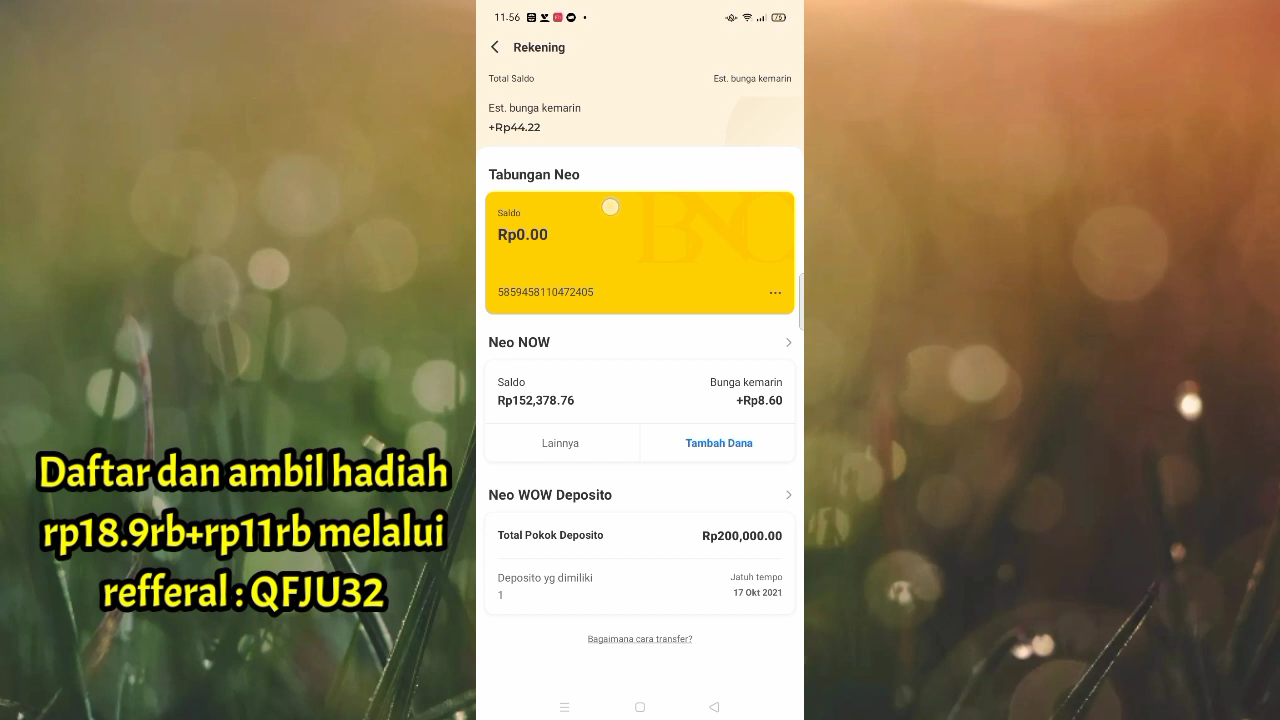 11.56
76
Rekening
Total Saldo
Est. bunga kemarin
Est. bunga kemarin
+Rp44.22
Tabungan Neo
BNC
Saldo
Rp0.00
5859458110472405
Neo NOW
Saldo
Bunga kemarin
Rp152,378.76
+Rp8.60
Lainnya
Tambah Dana
Neo WOW Deposito
Total Pokok Deposito
Rp200,000.00
Deposito yg dimiliki
Jatuh tempo
1
17 Okt 2021
Bagaimana cara transfer?
Daftar dan ambil hadiah
rp18.9rb+rp11rb melalui
refferal : QFJU32